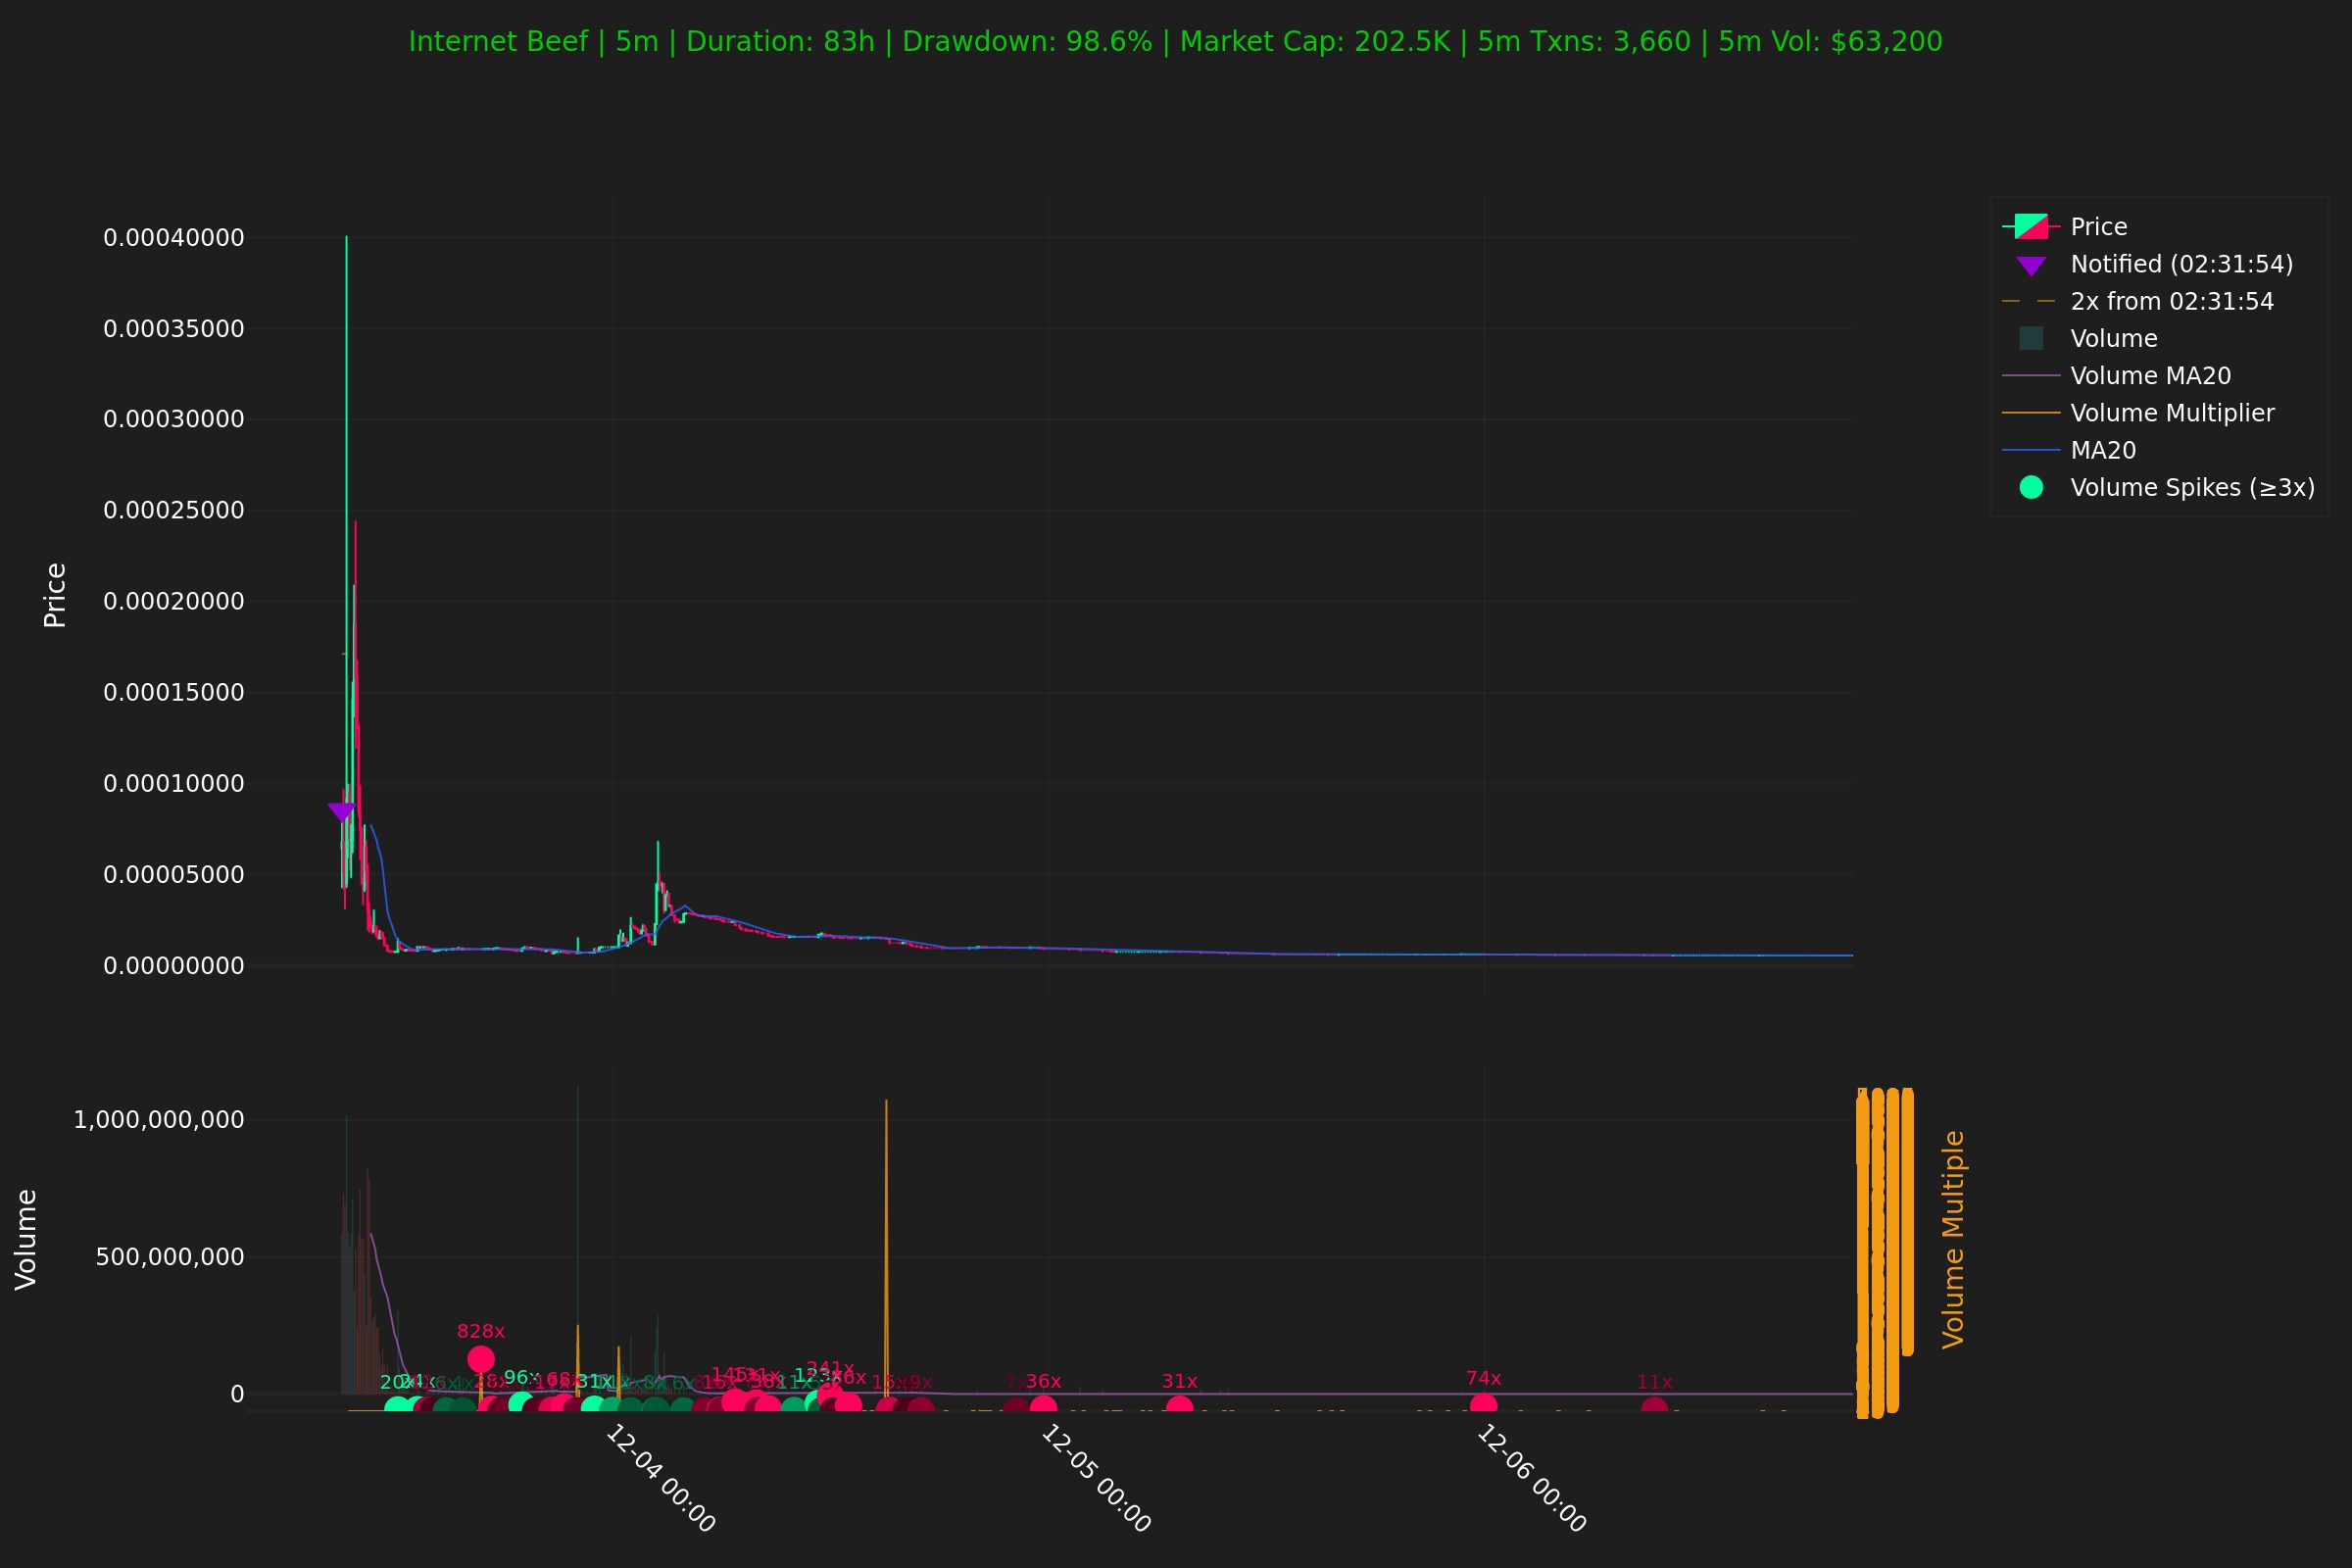 Internet Beef | 5m | Duration: 83h | Drawdown: 98.6% | Market Cap: 202.5K | 5m Txns: 3,660 | 5m Vol: $63,200
Price
0.00040000
0.00035000
0.00030000
0.00025000
0.00020000
0.00015000
0.00010000
0.00005000
0.00000000
Price
Notified (02:31:54)
2x from 02:31:54
Volume
Volume MA20
Volume Multiplier
MA20
Volume Spikes (≥3x)
Volume
1,000,000,000
500,000,000
0
828x
96x
145x
241x
36x
31x
74x
11x
Volume Multiple
12-04 00:00
12-05 00:00
12-06 00:00